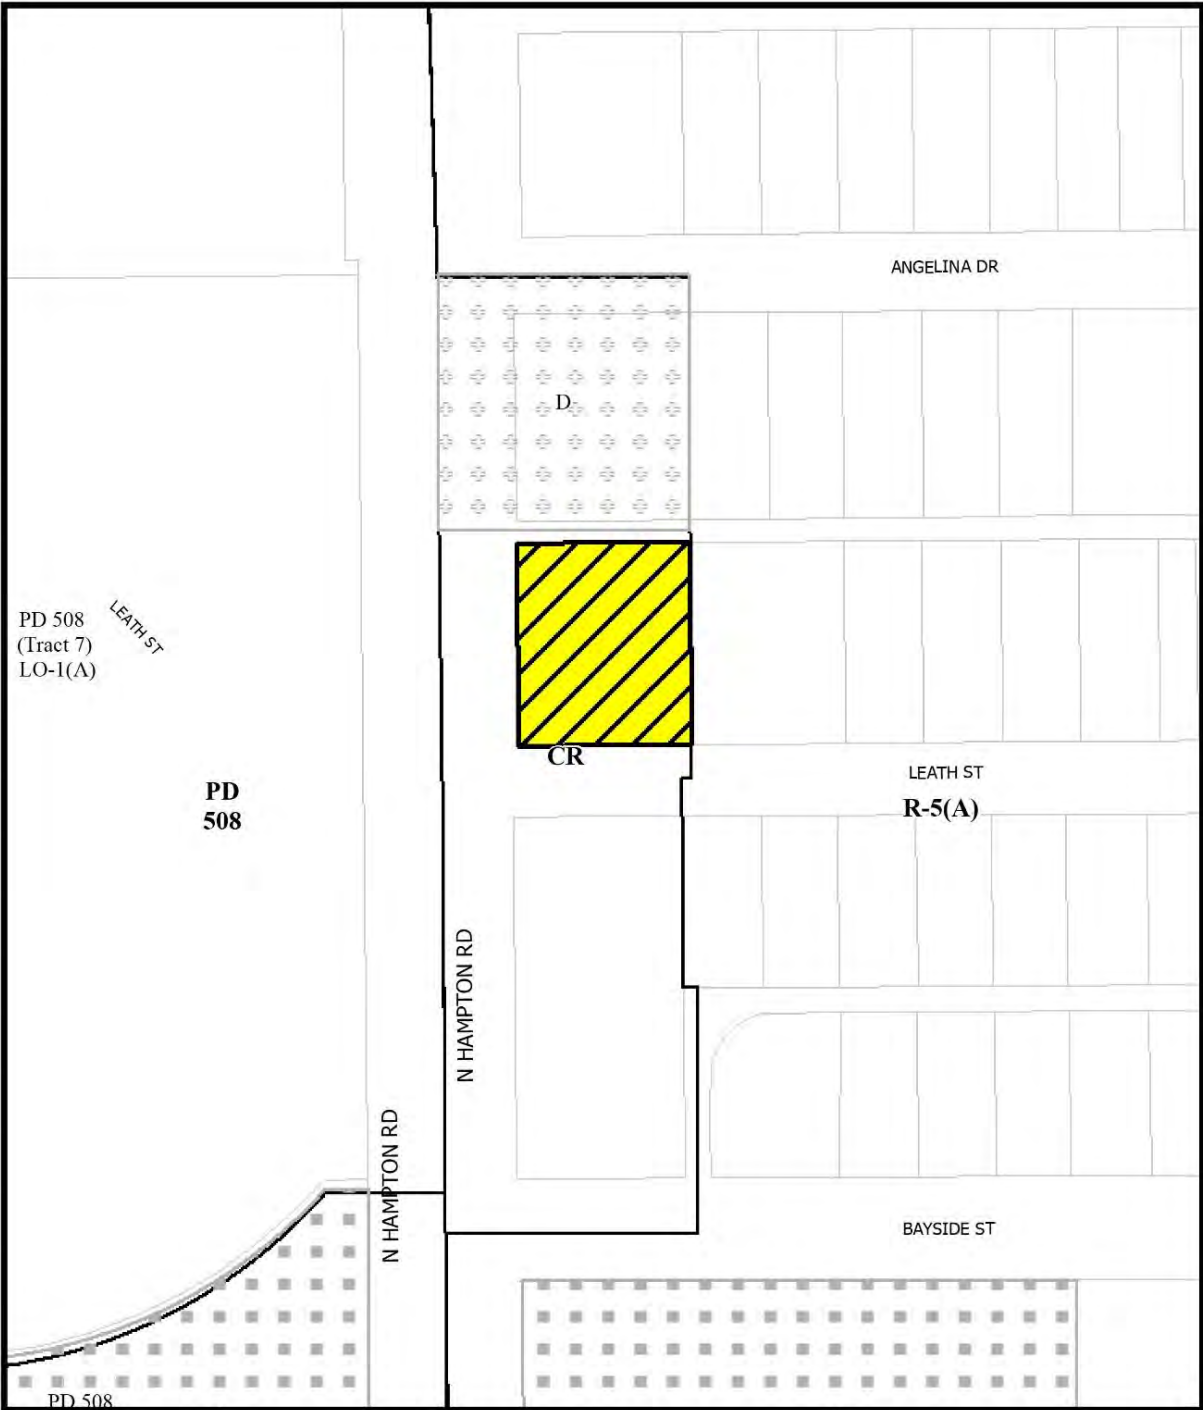 ANGELINA DR
D
PD 508
(Tract 7)
LO-1(A)
LEATH ST
CR
LEATH ST
PD
508
R-5(A)
N HAMPTON RD
N HAMPTON RD
BAYSIDE ST
PD 508